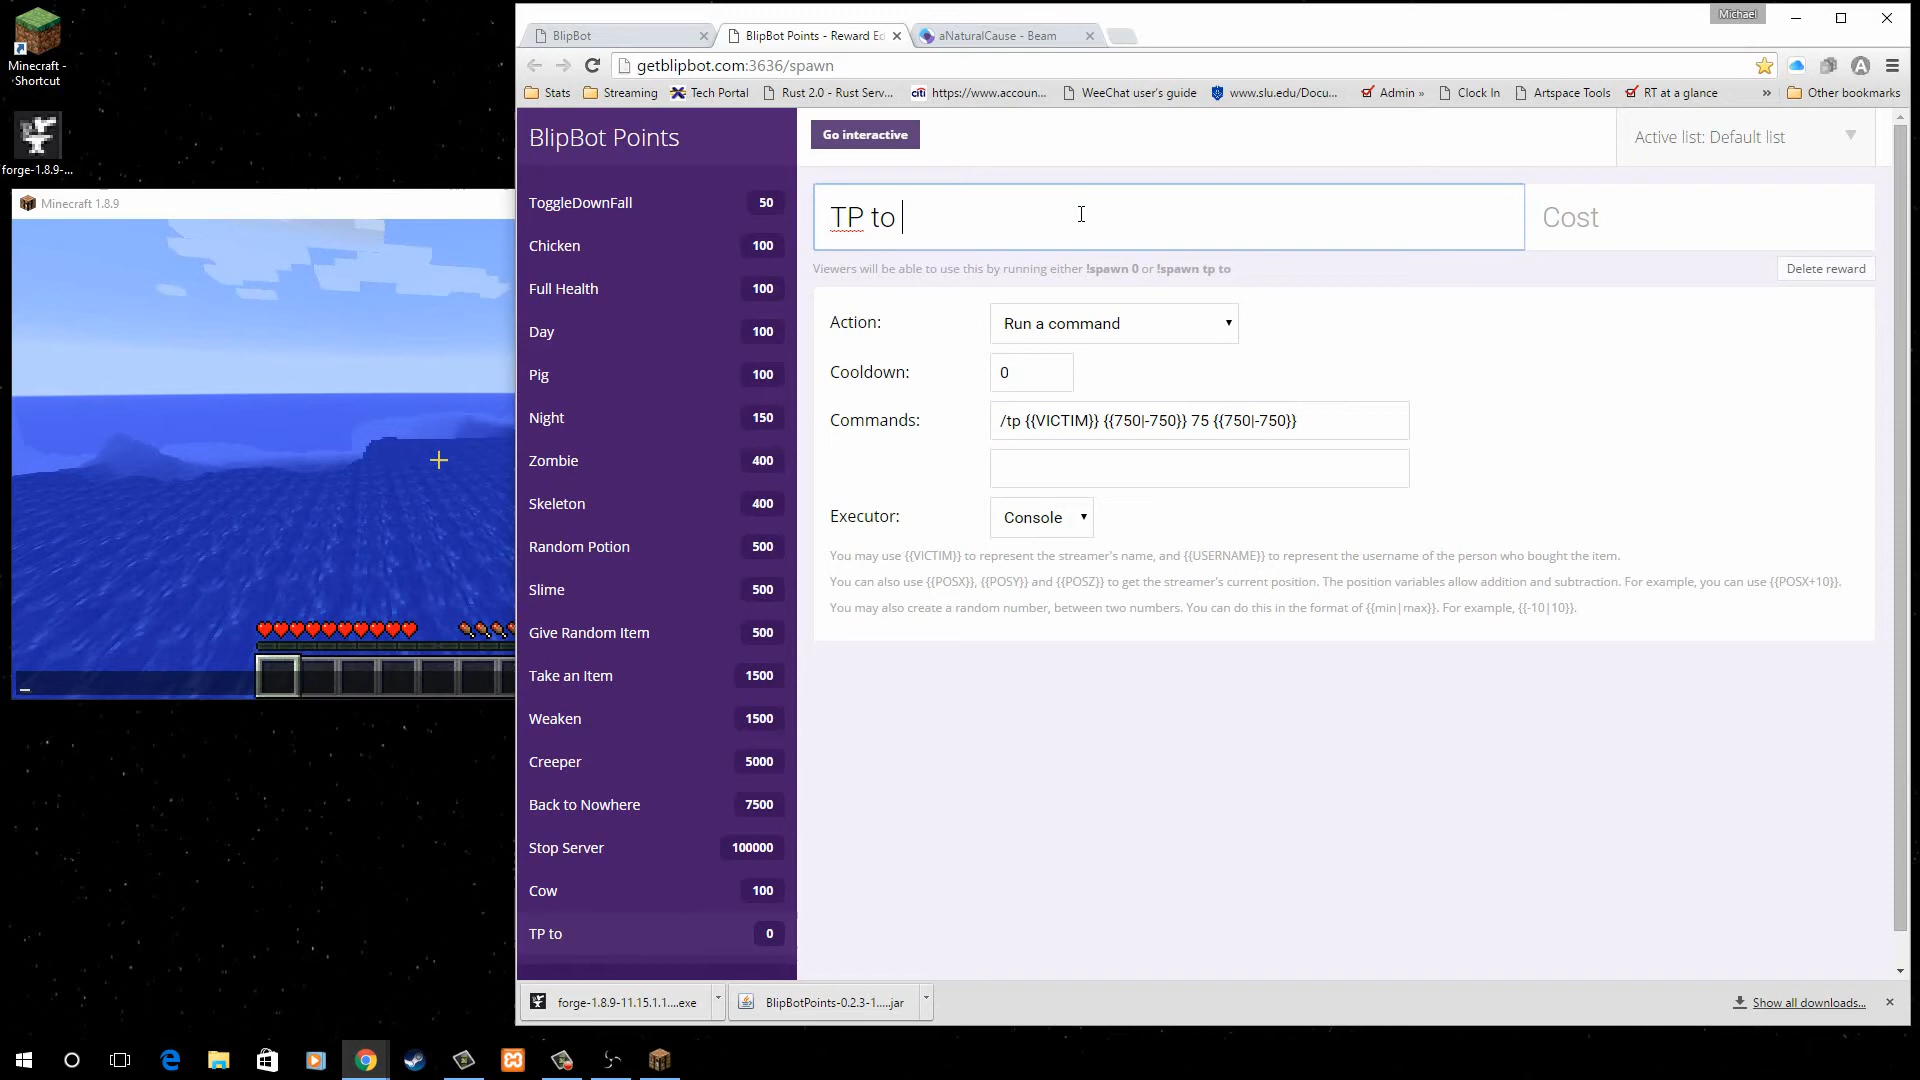 Minecraft -
Shortcut
forge-1.8.9-...
Minecraft 1.8.9
Michael
BlipBot
BlipBot Points - Reward Ed
aNaturalCause - Beam
getblipbot.com:3636/spawn
Stats
Streaming
Tech Portal
Rust 2.0 - Rust Serv...
citi
https://www.accoun...
WeeChat user's guide
www.slu.edu/Docu...
Admin »
Clock In
Artspace Tools
RT at a glance
»
Other bookmarks
BlipBot Points
ToggleDownFall 50
Chicken 100
Full Health 100
Day 100
Pig 100
Night 150
Zombie 400
Skeleton 400
Random Potion 500
Slime 500
Give Random Item 500
Take an Item 1500
Weaken 1500
Creeper 5000
Back to Nowhere 7500
Stop Server 100000
Cow 100
TP to 0
Go interactive
Active list: Default list
TP to
Cost
Viewers will be able to use this by running either !spawn 0 or !spawn tp to
Delete reward
Action: Run a command
Cooldown: 0
Commands: /tp {{VICTIM}} {{750|-750}} 75 {{750|-750}}
Executor: Console
You may use {{VICTIM}} to represent the streamer's name, and {{USERNAME}} to represent the username of the person who bought the item.
You can also use {{POSX}}, {{POSY}} and {{POSZ}} to get the streamer's current position. The position variables allow addition and subtraction. For example, you can use {{POSX+10}}.
You may also create a random number, between two numbers. You can do this in the format of {{min|max}}. For example, {{-10|10}}.
forge-1.8.9-11.15.1.1....exe
BlipBotPoints-0.2.3-1.....jar
Show all downloads...